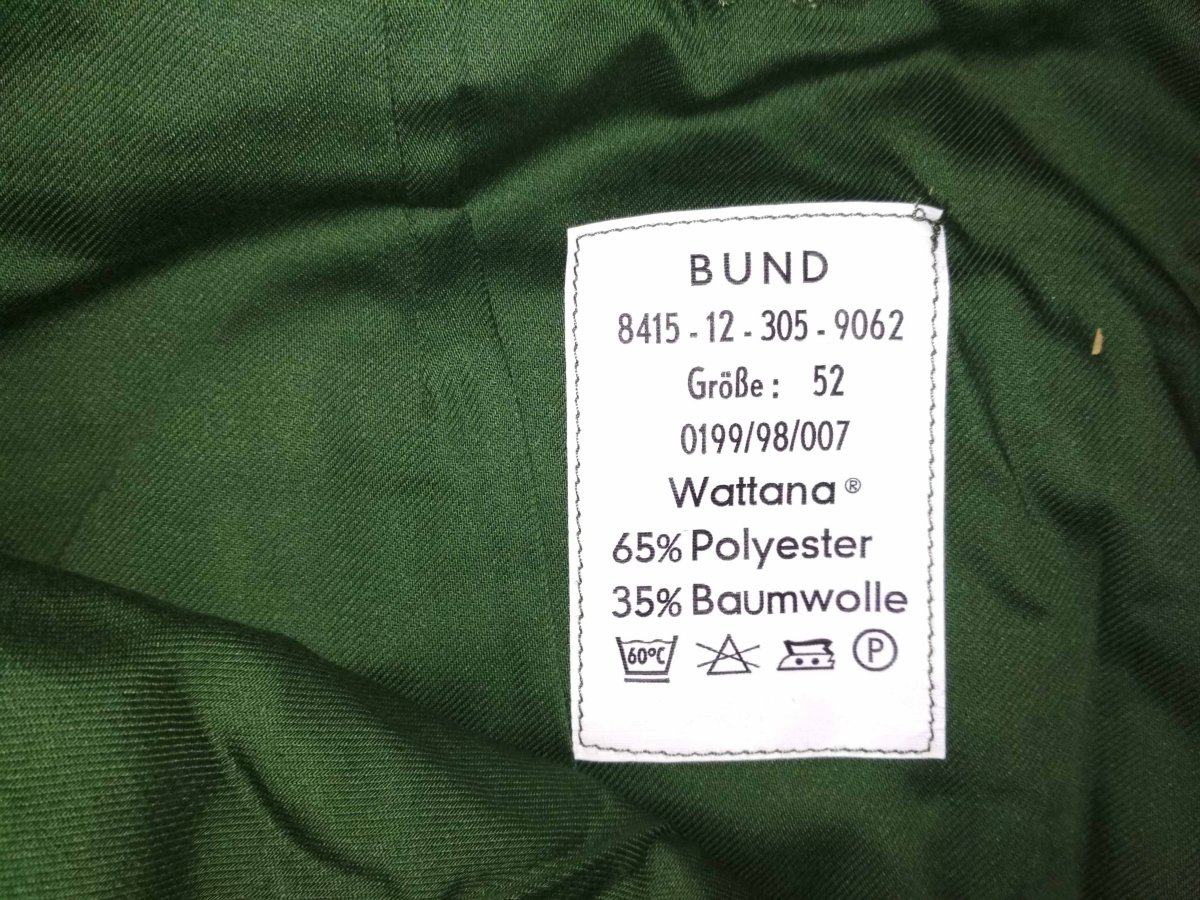 BUND
8415 - 12 - 305 - 9062
Größe : 52
0199/98/007
Wattana ®
65% Polyester
35% Baumwolle
60°C P